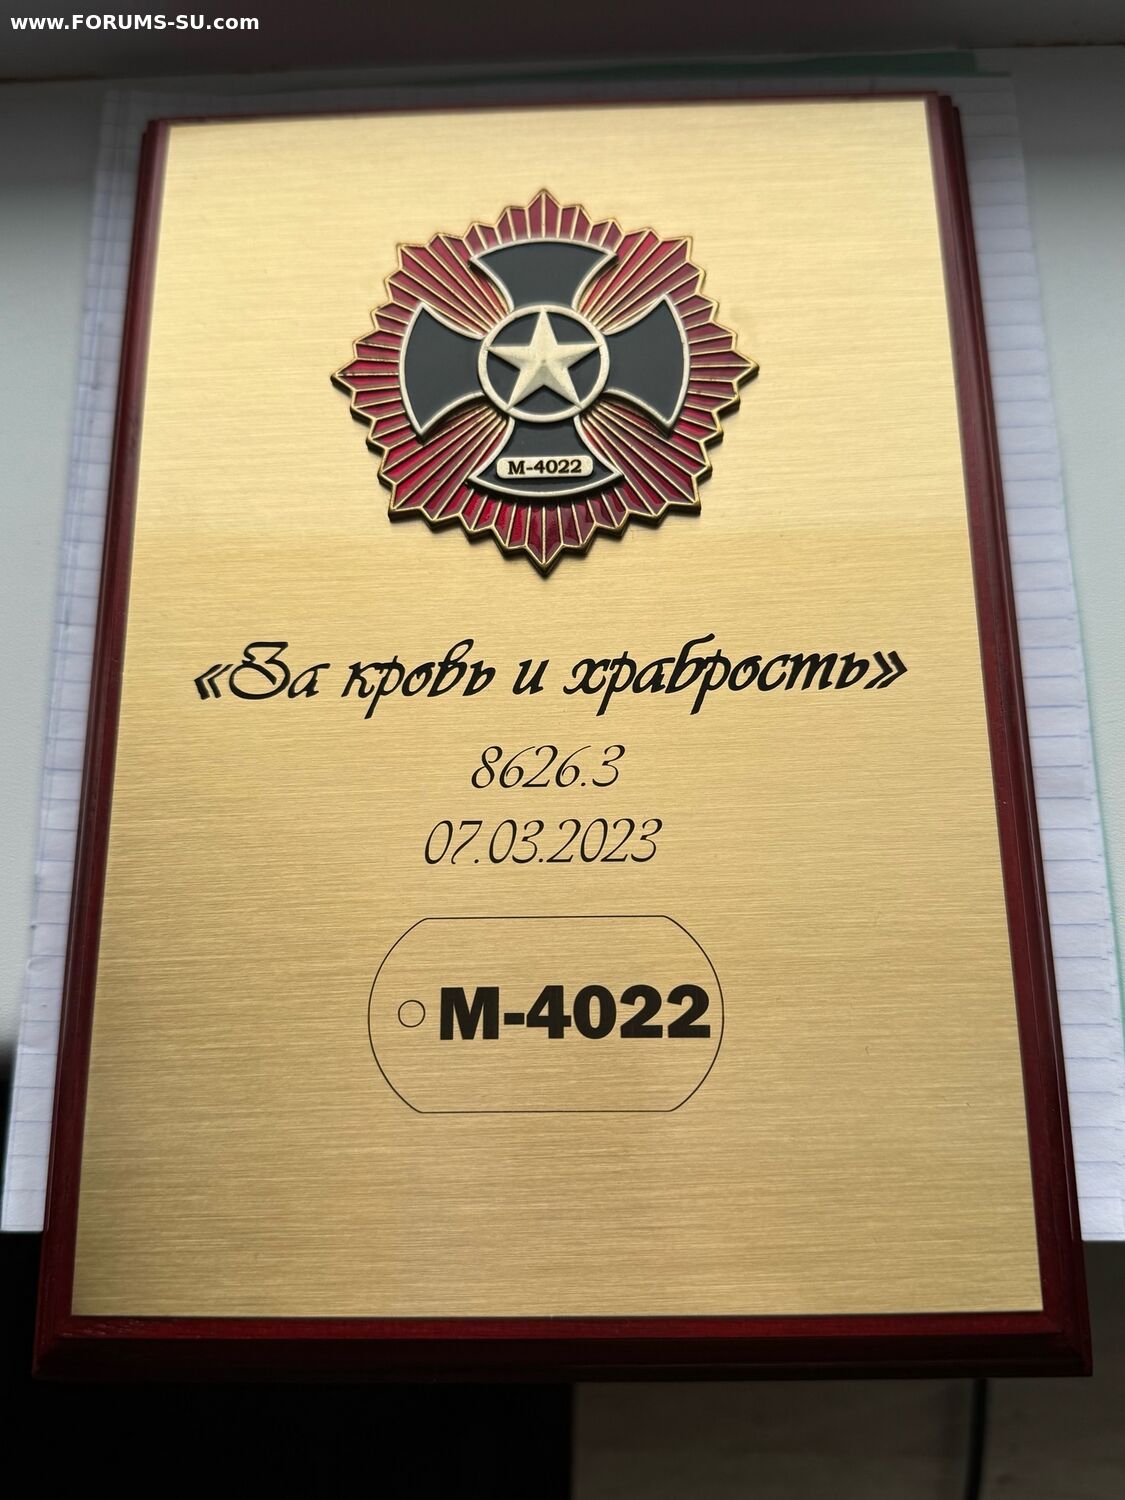 www.FORUMS-SU.com
М-4022
«За кровь и храбрость»
8626.3
07.03.2023
М-4022